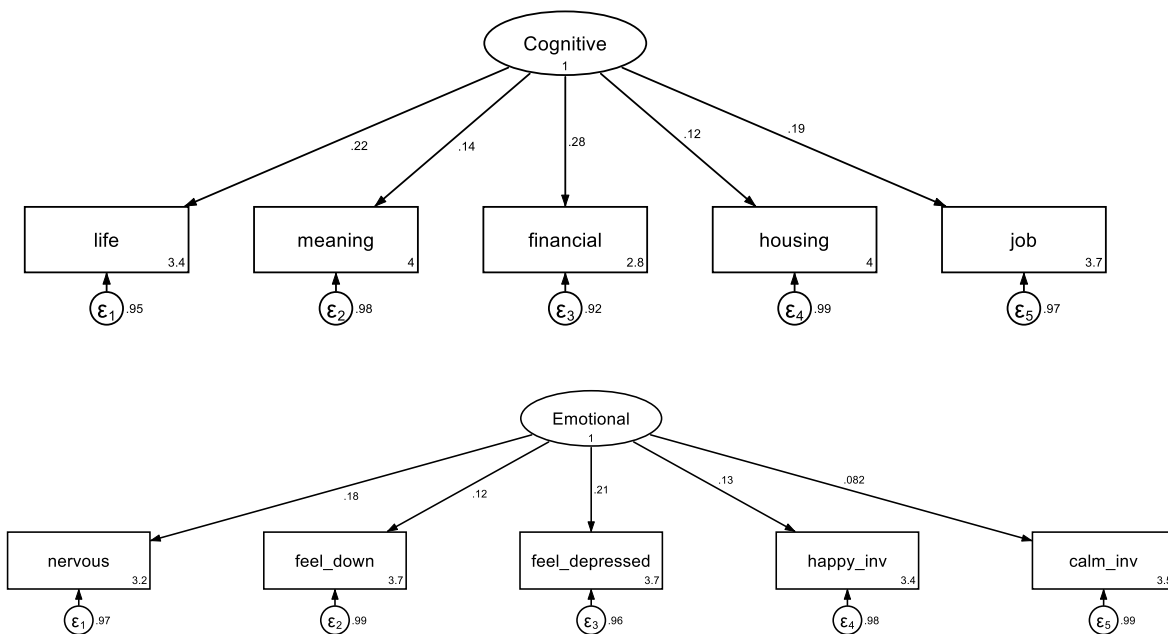 Cognitive
1
.22
.14
.28
.12
.19
life
3.4
meaning
4
financial
2.8
housing
4
job
3.7
ε1 .95
ε2 .98
ε3 .92
ε4 .99
ε5 .97
Emotional
1
.18
.12
.21
.13
.082
nervous
3.2
feel_down
3.7
feel_depressed
3.7
happy_inv
3.4
calm_inv
3.5
ε1 .97
ε2 .99
ε3 .96
ε4 .98
ε5 .99